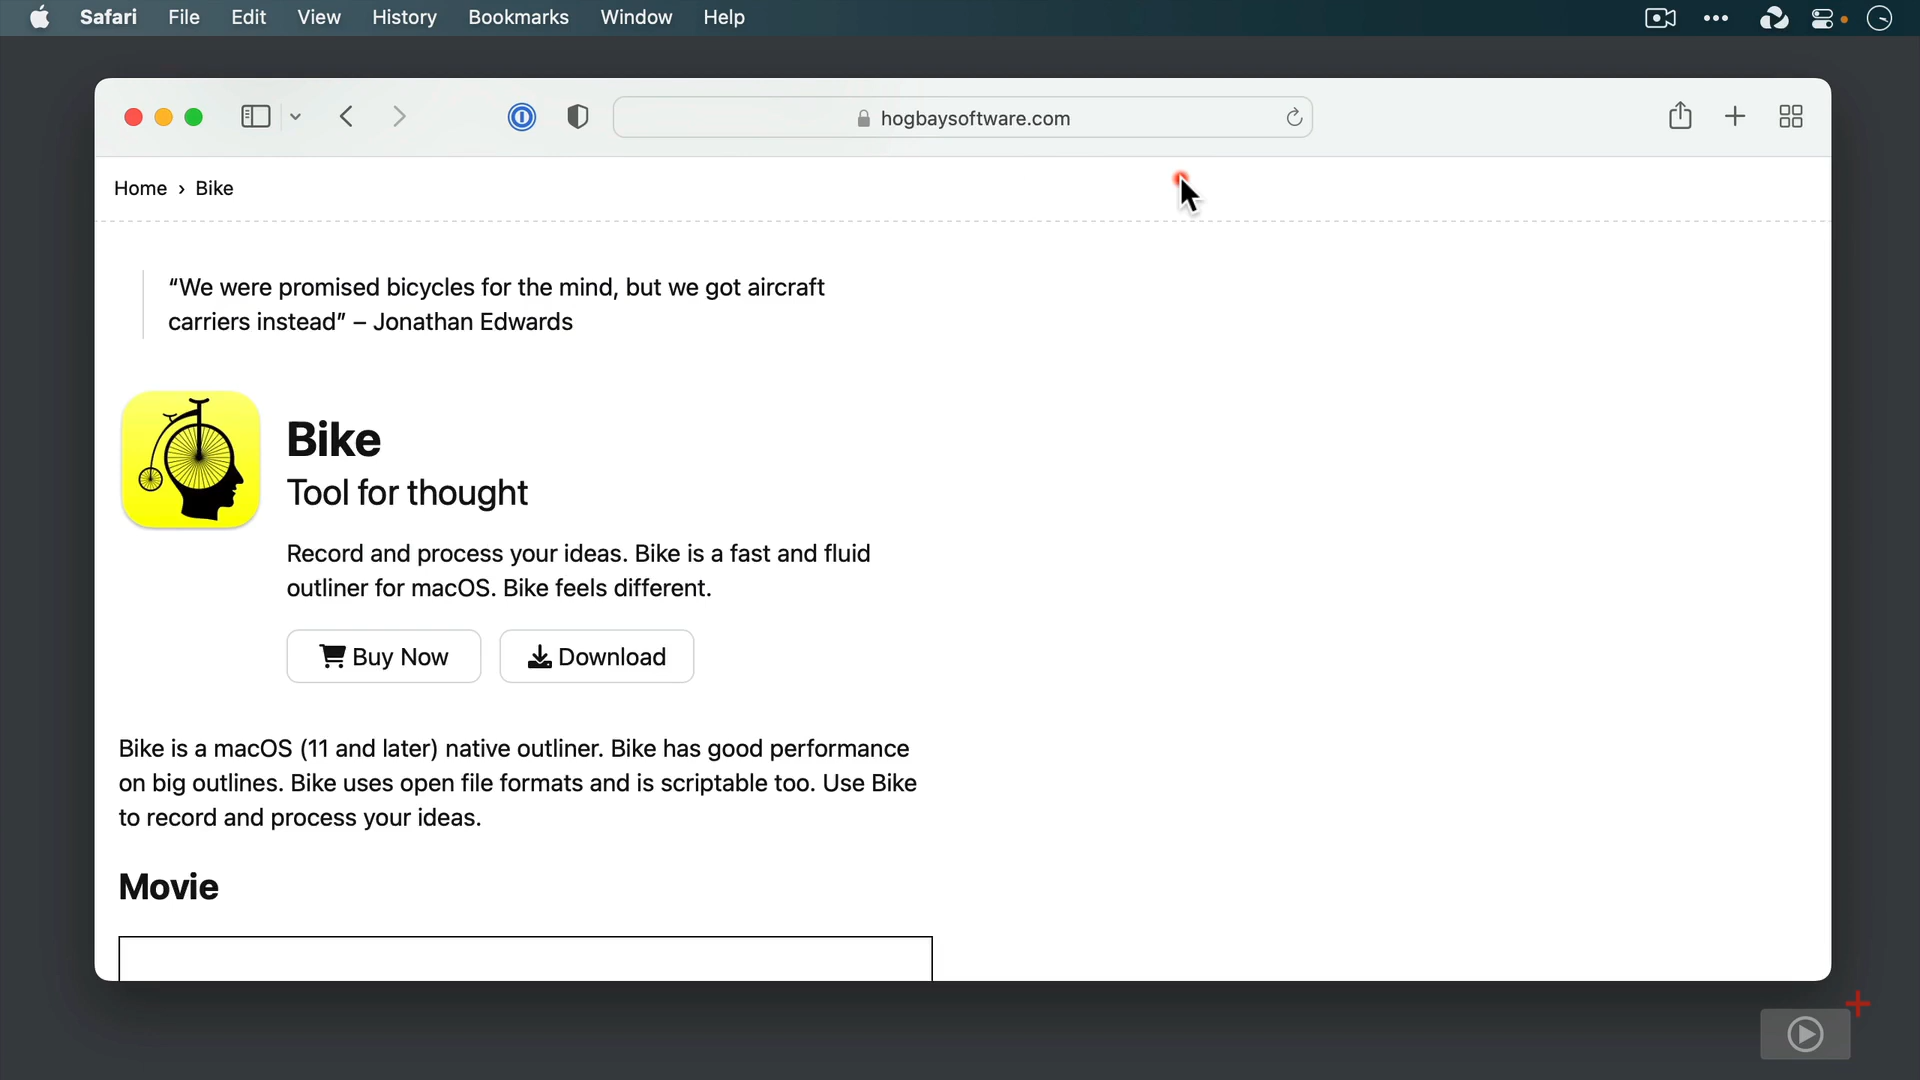 Safari File Edit View History Bookmarks Window Help
hogbaysoftware.com
Home › Bike
“We were promised bicycles for the mind, but we got aircraft
carriers instead” – Jonathan Edwards
Bike
Tool for thought
Record and process your ideas. Bike is a fast and fluid
outliner for macOS. Bike feels different.
Buy Now Download
Bike is a macOS (11 and later) native outliner. Bike has good performance
on big outlines. Bike uses open file formats and is scriptable too. Use Bike
to record and process your ideas.
Movie